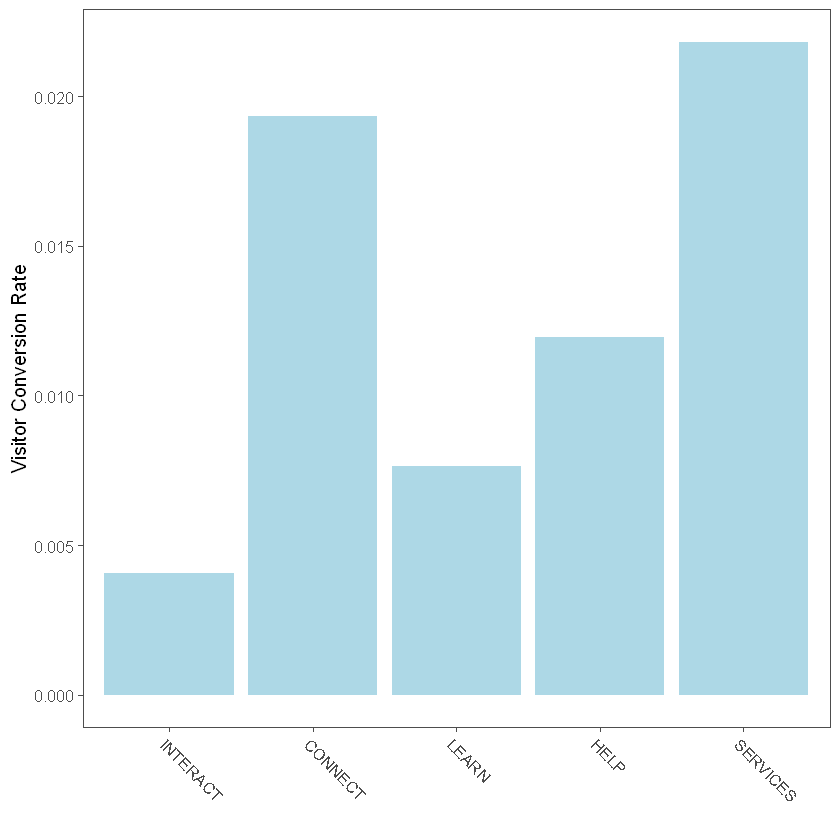 Visitor Conversion Rate
0.020
0.015
0.010
0.005
0.000
INTERACT
CONNECT
LEARN
HELP
SERVICES